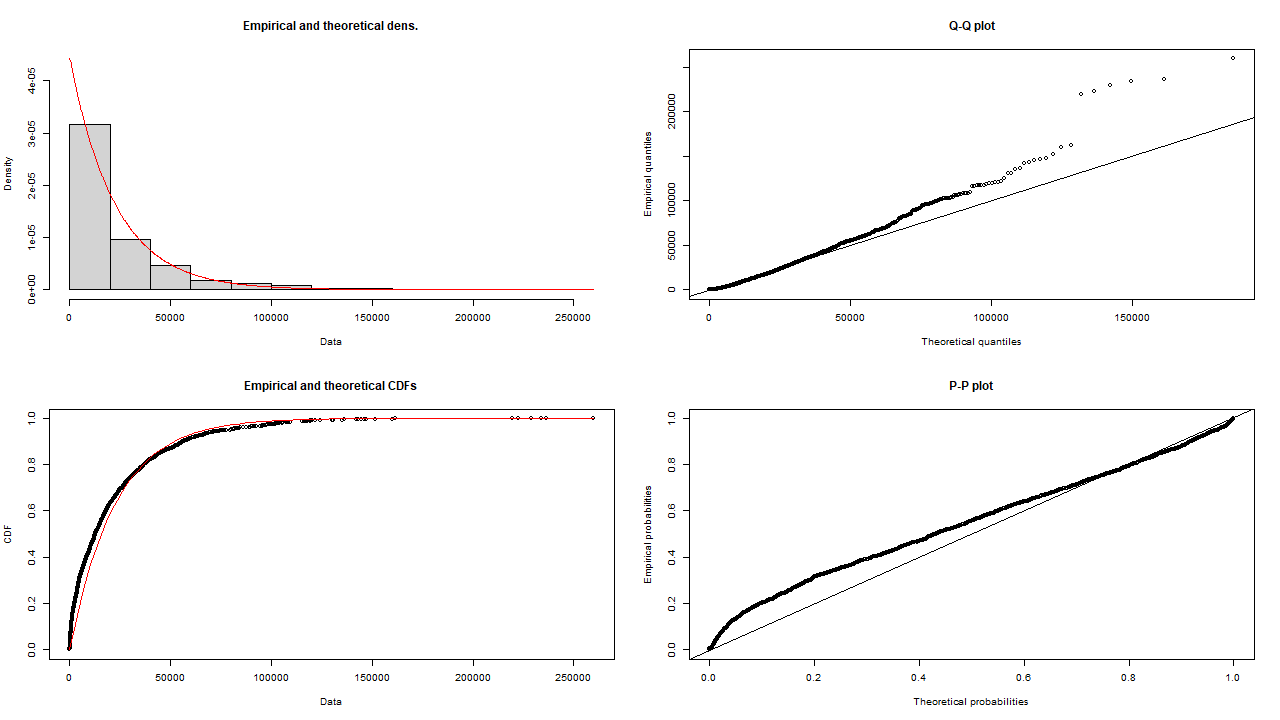 Empirical and theoretical dens.
Density
0e+00 1e-05 2e-05 3e-05 4e-05
0 50000 100000 150000 200000 250000
Data
Q-Q plot
Empirical quantiles
0 50000 100000 200000
0 50000 100000 150000
Theoretical quantiles
Empirical and theoretical CDFs
CDF
0.0 0.2 0.4 0.6 0.8 1.0
0 50000 100000 150000 200000 250000
Data
P-P plot
Empirical probabilities
0.0 0.2 0.4 0.6 0.8 1.0
0.0 0.2 0.4 0.6 0.8 1.0
Theoretical probabilities